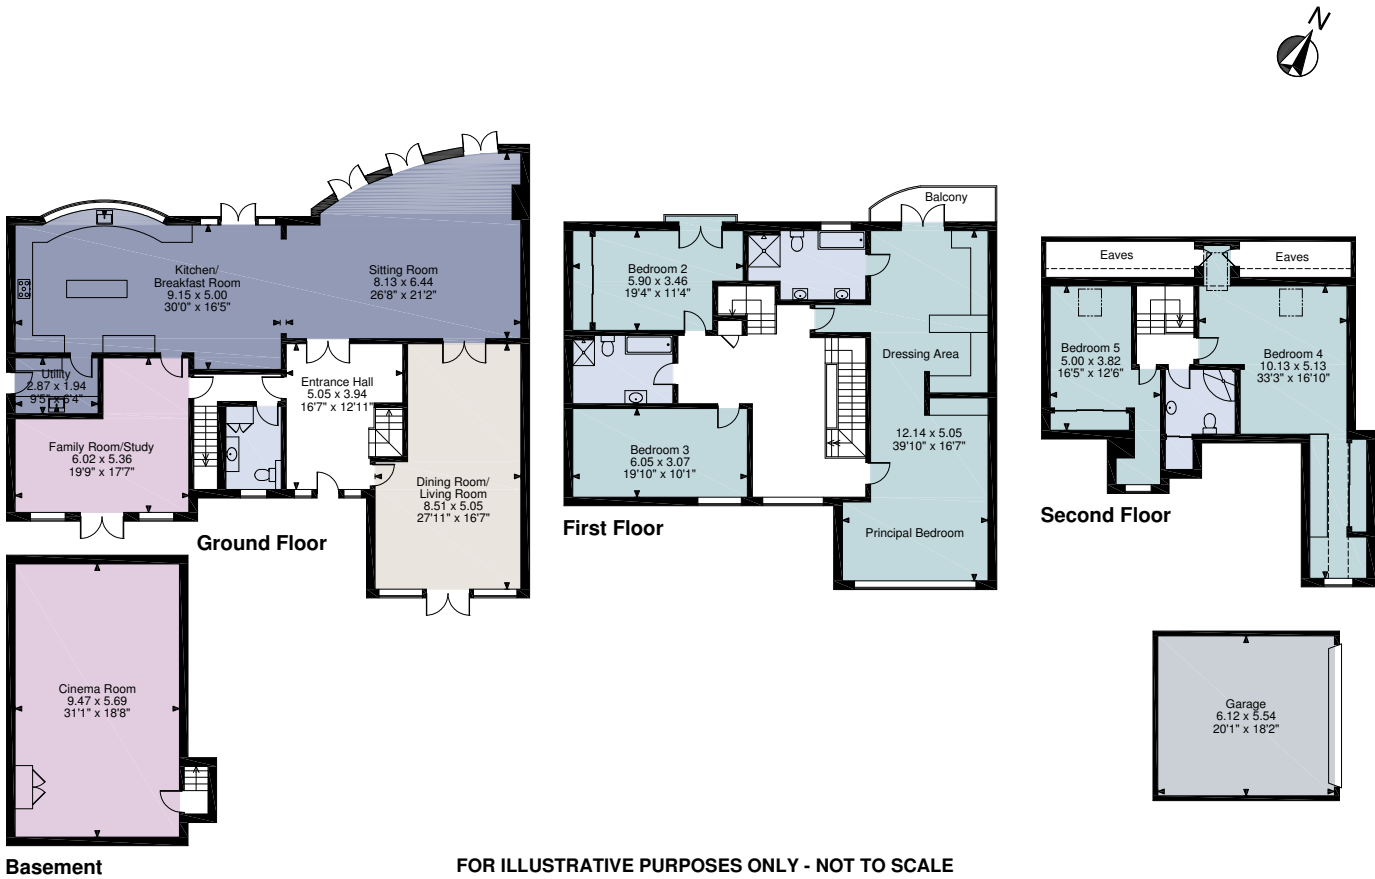 N
Kitchen/
Breakfast Room
9.15 x 5.00
30'0" x 16'5"
Sitting Room
8.13 x 6.44
26'8" x 21'2"
Utility
2.87 x 1.94
9'5" x 6'4"
Entrance Hall
5.05 x 3.94
16'7" x 12'11"
Family Room/Study
6.02 x 5.36
19'9" x 17'7"
Dining Room/
Living Room
8.51 x 5.05
27'11" x 16'7"
Ground Floor
Balcony
Bedroom 2
5.90 x 3.46
19'4" x 11'4"
Dressing Area
12.14 x 5.05
39'10" x 16'7"
Bedroom 3
6.05 x 3.07
19'10" x 10'1"
Principal Bedroom
First Floor
Eaves
Eaves
Bedroom 5
5.00 x 3.82
16'5" x 12'6"
Bedroom 4
10.13 x 5.13
33'3" x 16'10"
Second Floor
Cinema Room
9.47 x 5.69
31'1" x 18'8"
Garage
6.12 x 5.54
20'1" x 18'2"
Basement
FOR ILLUSTRATIVE PURPOSES ONLY - NOT TO SCALE